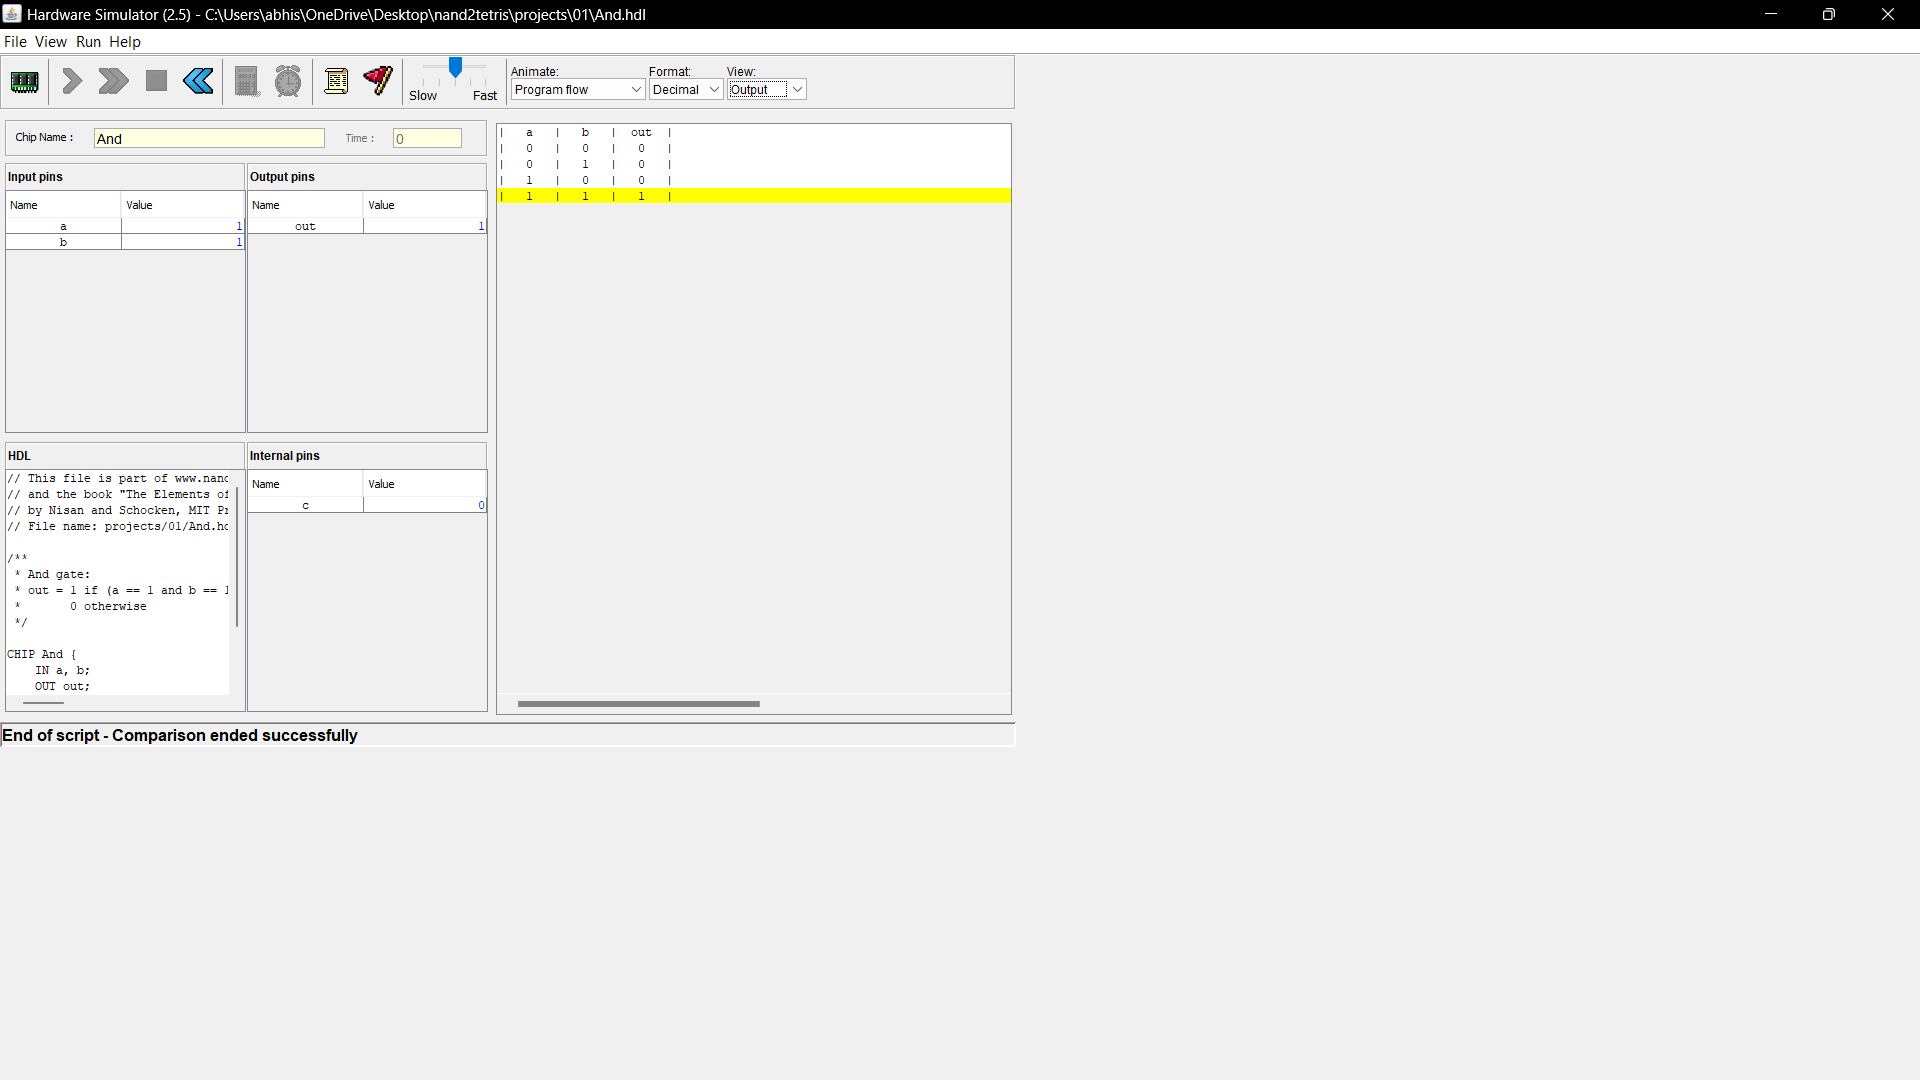 Hardware Simulator (2.5) - C:\Users\abhis\OneDrive\Desktop\nand2tetris\projects\01\And.hdl
File View Run Help
Slow Fast
Animate: Format: View:
Program flow Decimal Output
Chip Name : And Time : 0
Input pins
Name Value
a 1
b 1
Output pins
Name Value
out 1
HDL
// This file is part of www.nand
// and the book "The Elements of
// by Nisan and Schocken, MIT Pr
// File name: projects/01/And.hd
/**
* And gate:
* out = 1 if (a == 1 and b == 1
* 0 otherwise
*/
CHIP And {
IN a, b;
OUT out;
Internal pins
Name Value
c 0
| a | b | out |
| 0 | 0 | 0 |
| 0 | 1 | 0 |
| 1 | 0 | 0 |
| 1 | 1 | 1 |
End of script - Comparison ended successfully